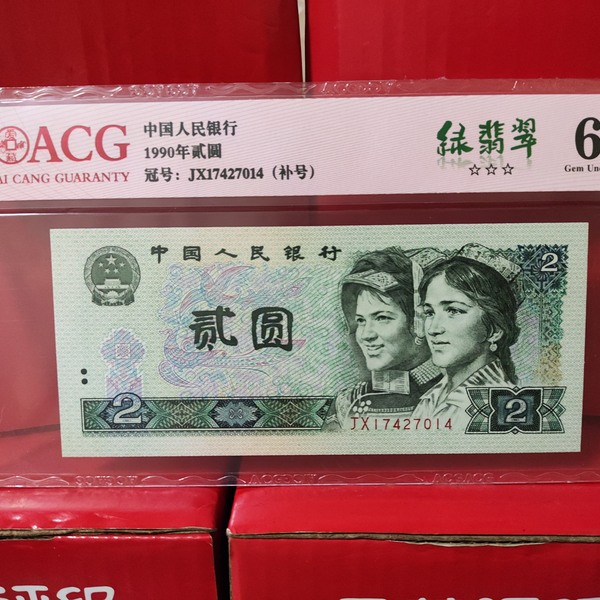 ACG
AI CANG GUARANTY
中国人民银行
1990年贰圆
冠号：JX17427014（补号）
绿翡翠
☆☆☆
6
Gem Un
中国人民银行
贰圆
2
2
2
JX17427014